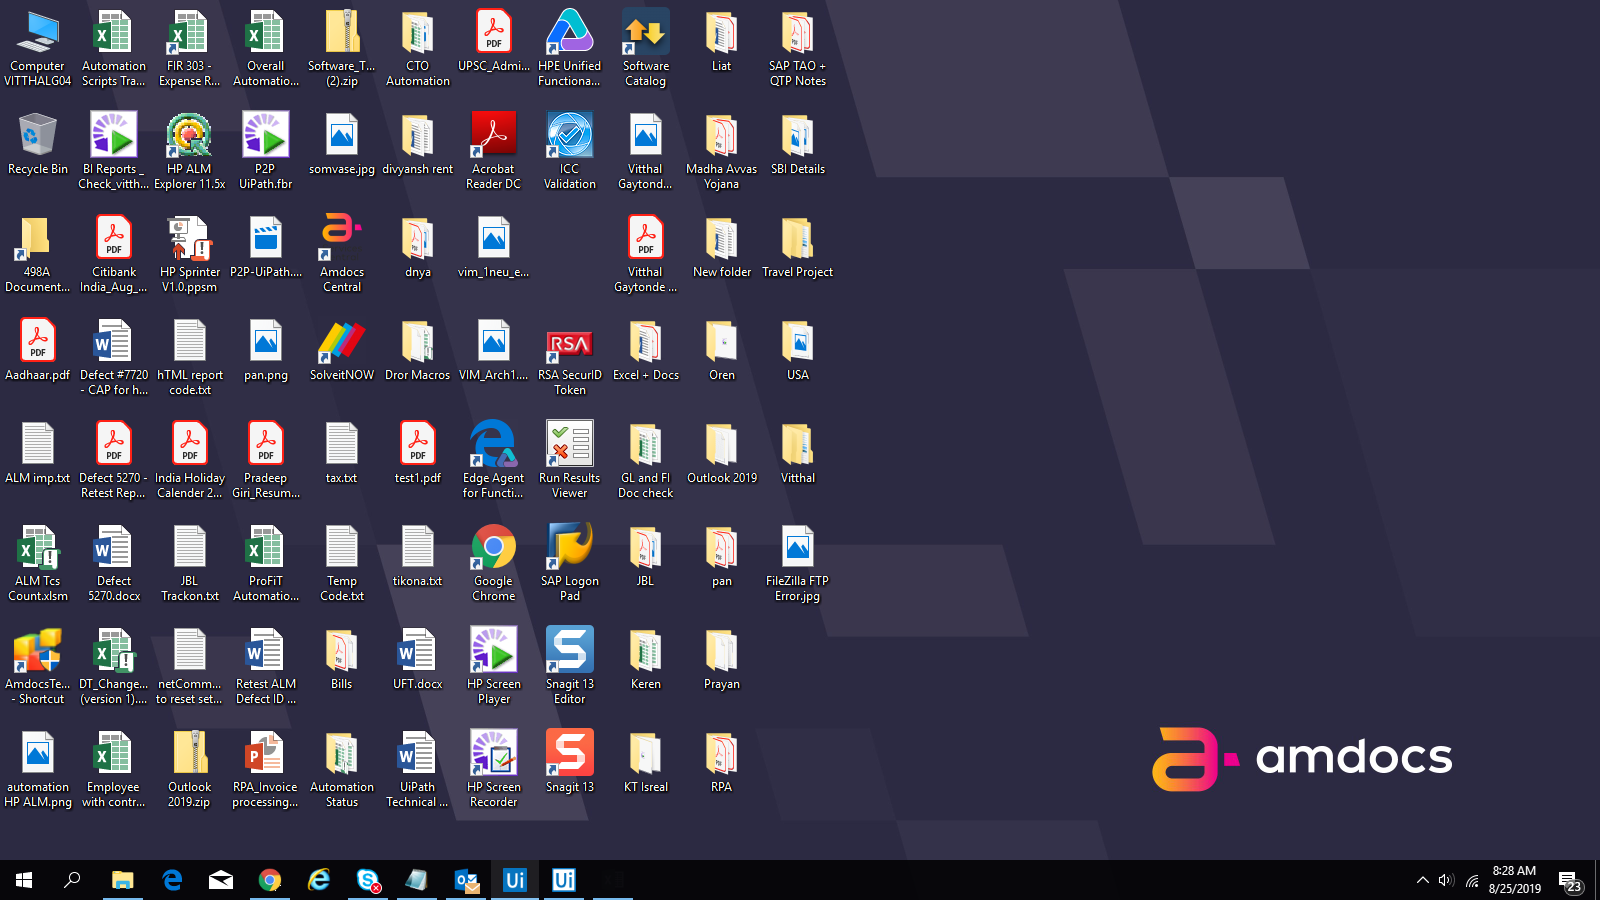 Computer
VITTHALG04
Automation
Scripts Tra...
FIR 303 -
Expense R...
Overall
Automatio...
Software_T...
(2).zip
CTO
Automation
UPSC_Admi...
HPE Unified
Functiona...
Software
Catalog
Liat
SAP TAO +
QTP Notes
Recycle Bin
BI Reports _
Check_vitth...
HP ALM
Explorer 11.5x
P2P
UiPath.fbr
somvase.jpg
divyansh rent
Acrobat
Reader DC
ICC
Validation
Vitthal
Gaytond...
Madha Avvas
Yojana
SBI Details
498A
Document...
PDF
Citibank
India_Aug_...
HP Sprinter
V1.0.ppsm
P2P-UiPath....
Amdocs
Central
dnya
vim_1neu_e...
PDF
Vitthal
Gaytonde ...
New folder
Travel Project
PDF
Aadhaar.pdf
Defect #7720
- CAP for h...
hTML report
code.txt
pan.png
SolveitNOW
Dror Macros
VIM_Arch1....
RSA
RSA SecurID
Token
Excel + Docs
Oren
USA
ALM imp.txt
PDF
Defect 5270 -
Retest Rep...
PDF
India Holiday
Calender 2...
PDF
Pradeep
Giri_Resum...
tax.txt
PDF
test1.pdf
Edge Agent
for Functi...
Run Results
Viewer
GL and FI
Doc check
Outlook 2019
Vitthal
ALM Tcs
Count.xlsm
Defect
5270.docx
JBL
Trackon.txt
ProFiT
Automatio...
Temp
Code.txt
tikona.txt
Google
Chrome
SAP Logon
Pad
JBL
pan
FileZilla FTP
Error.jpg
AmdocsTe...
- Shortcut
DT_Change...
(version 1)....
netComm...
to reset set...
Retest ALM
Defect ID ...
Bills
UFT.docx
HP Screen
Player
Snagit 13
Editor
Keren
Prayan
automation
HP ALM.png
Employee
with contr...
Outlook
2019.zip
RPA_Invoice
processing...
Automation
Status
UiPath
Technical ...
HP Screen
Recorder
Snagit 13
KT Isreal
RPA
amdocs
Ui
Ui
8:28 AM
8/25/2019
23